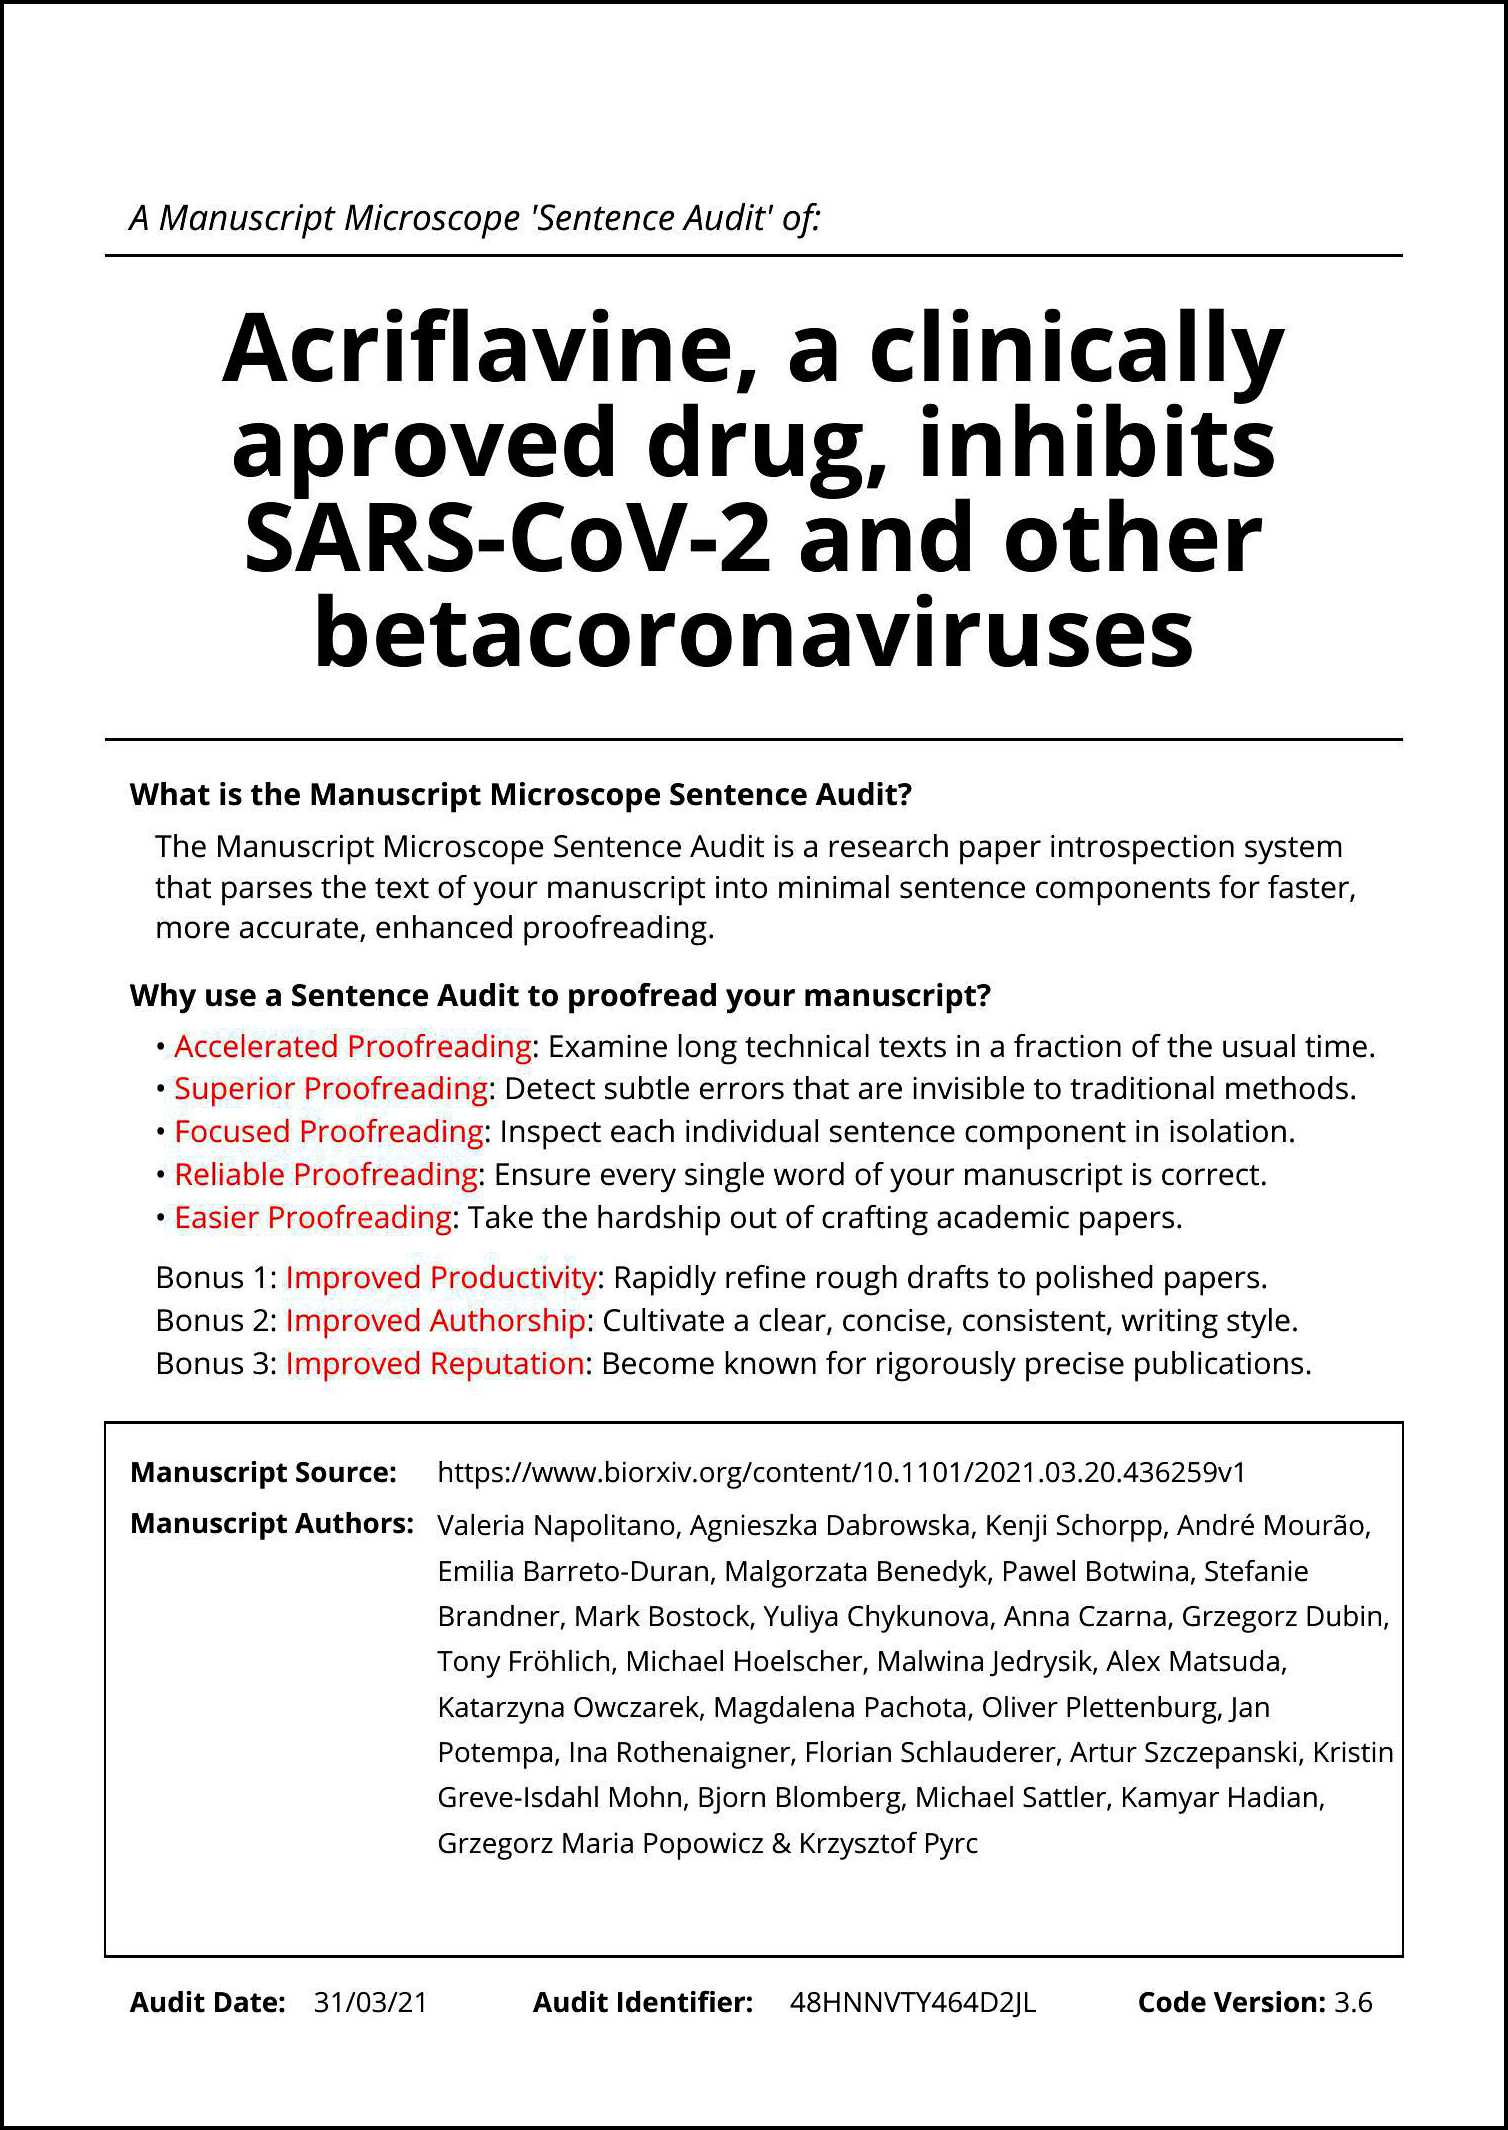 A Manuscript Microscope 'Sentence Audit' of:
Acriflavine, a clinically
aproved drug, inhibits
SARS-CoV-2 and other
betacoronaviruses
What is the Manuscript Microscope Sentence Audit?
The Manuscript Microscope Sentence Audit is a research paper introspection system
that parses the text of your manuscript into minimal sentence components for faster,
more accurate, enhanced proofreading.
Why use a Sentence Audit to proofread your manuscript?
• Accelerated Proofreading: Examine long technical texts in a fraction of the usual time.
• Superior Proofreading: Detect subtle errors that are invisible to traditional methods.
• Focused Proofreading: Inspect each individual sentence component in isolation.
• Reliable Proofreading: Ensure every single word of your manuscript is correct.
• Easier Proofreading: Take the hardship out of crafting academic papers.
Bonus 1: Improved Productivity: Rapidly refine rough drafts to polished papers.
Bonus 2: Improved Authorship: Cultivate a clear, concise, consistent, writing style.
Bonus 3: Improved Reputation: Become known for rigorously precise publications.
Manuscript Source: https://www.biorxiv.org/content/10.1101/2021.03.20.436259v1
Manuscript Authors: Valeria Napolitano, Agnieszka Dabrowska, Kenji Schorpp, André Mourão,
Emilia Barreto-Duran, Malgorzata Benedyk, Pawel Botwina, Stefanie
Brandner, Mark Bostock, Yuliya Chykunova, Anna Czarna, Grzegorz Dubin,
Tony Fröhlich, Michael Hoelscher, Malwina Jedrysik, Alex Matsuda,
Katarzyna Owczarek, Magdalena Pachota, Oliver Plettenburg, Jan
Potempa, Ina Rothenaigner, Florian Schlauderer, Artur Szczepanski, Kristin
Greve-Isdahl Mohn, Bjorn Blomberg, Michael Sattler, Kamyar Hadian,
Grzegorz Maria Popowicz & Krzysztof Pyrc
Audit Date: 31/03/21 Audit Identifier: 48HNNVTY464D2JL Code Version: 3.6